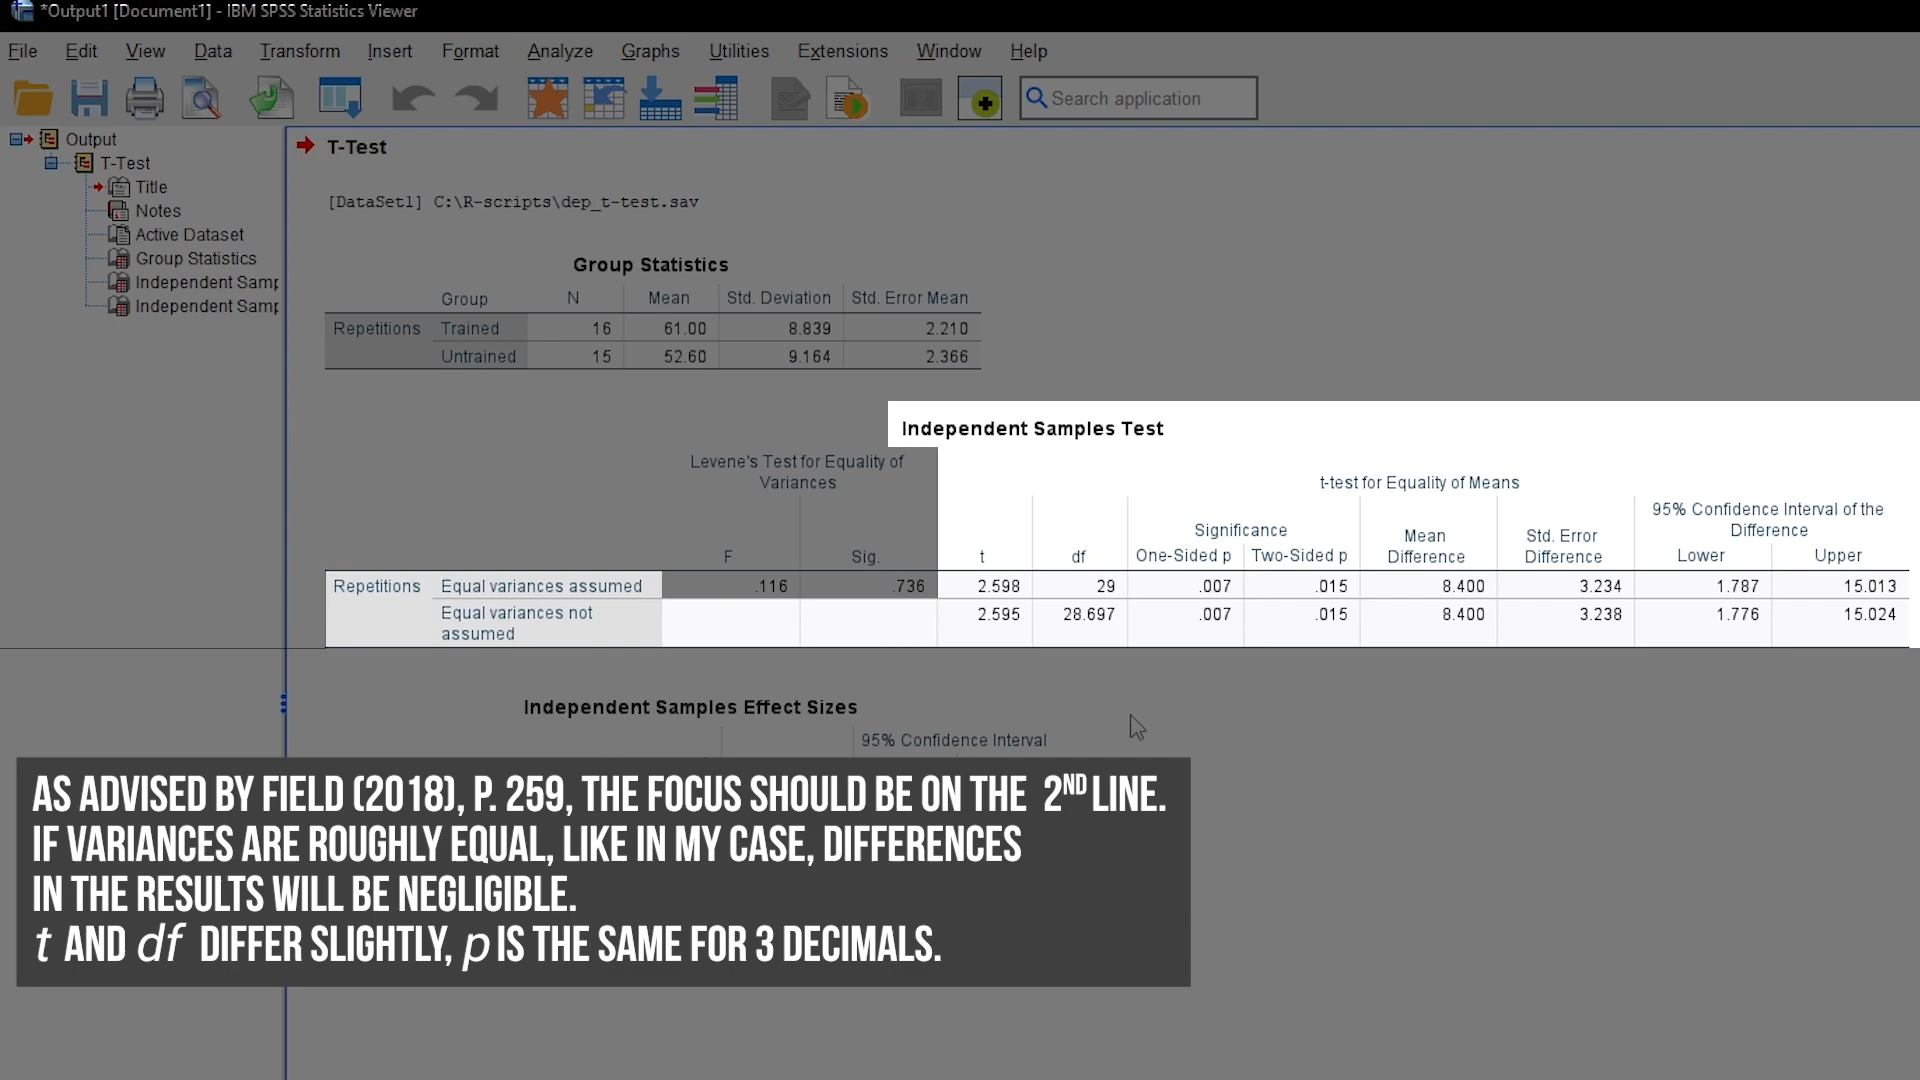 *Output1 [Document1] - IBM SPSS Statistics Viewer
File Edit View Data Transform Insert Format Analyze Graphs Utilities Extensions Window Help
Search application
Output
T-Test
Title
Notes
Active Dataset
Group Statistics
Independent Samp
Independent Samp
T-Test
[DataSet1] C:\R-scripts\dep_t-test.sav
Group Statistics
Group N Mean Std. Deviation Std. Error Mean
Repetitions Trained 16 61.00 8.839 2.210
Untrained 15 52.60 9.164 2.366
Independent Samples Test
Levene's Test for Equality of
Variances
t-test for Equality of Means
F Sig. t df
Significance
One-Sided p Two-Sided p
Mean
Difference
Std. Error
Difference
95% Confidence Interval of the
Difference
Lower Upper
Repetitions Equal variances assumed .116 .736 2.598 29 .007 .015 8.400 3.234 1.787 15.013
Equal variances not
assumed
2.595 28.697 .007 .015 8.400 3.238 1.776 15.024
Independent Samples Effect Sizes
95% Confidence Interval
AS ADVISED BY FIELD (2018), P. 259, THE FOCUS SHOULD BE ON THE 2ND LINE.
IF VARIANCES ARE ROUGHLY EQUAL, LIKE IN MY CASE, DIFFERENCES
IN THE RESULTS WILL BE NEGLIGIBLE.
t AND df DIFFER SLIGHTLY, p IS THE SAME FOR 3 DECIMALS.